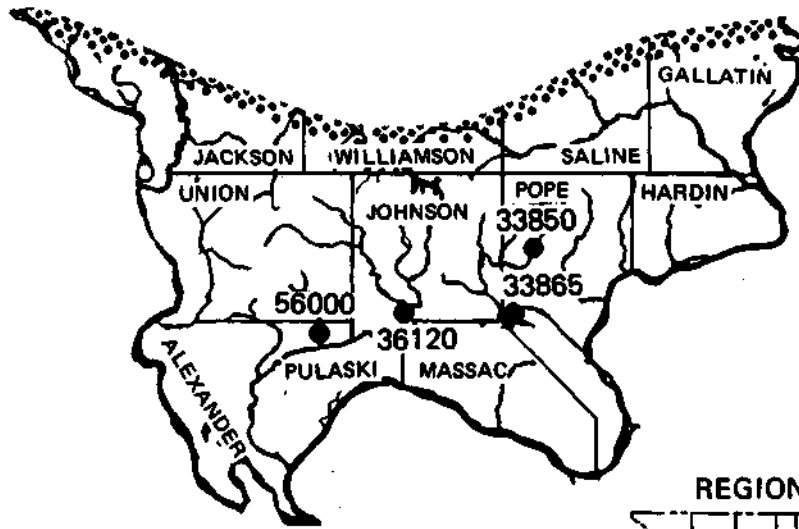 GALLATIN
JACKSON WILLIAMSON SALINE
UNION POPE HARDIN
JOHNSON
33850
33865
56000
36120
PULASKI MASSAC
ALEXANDER
REGION